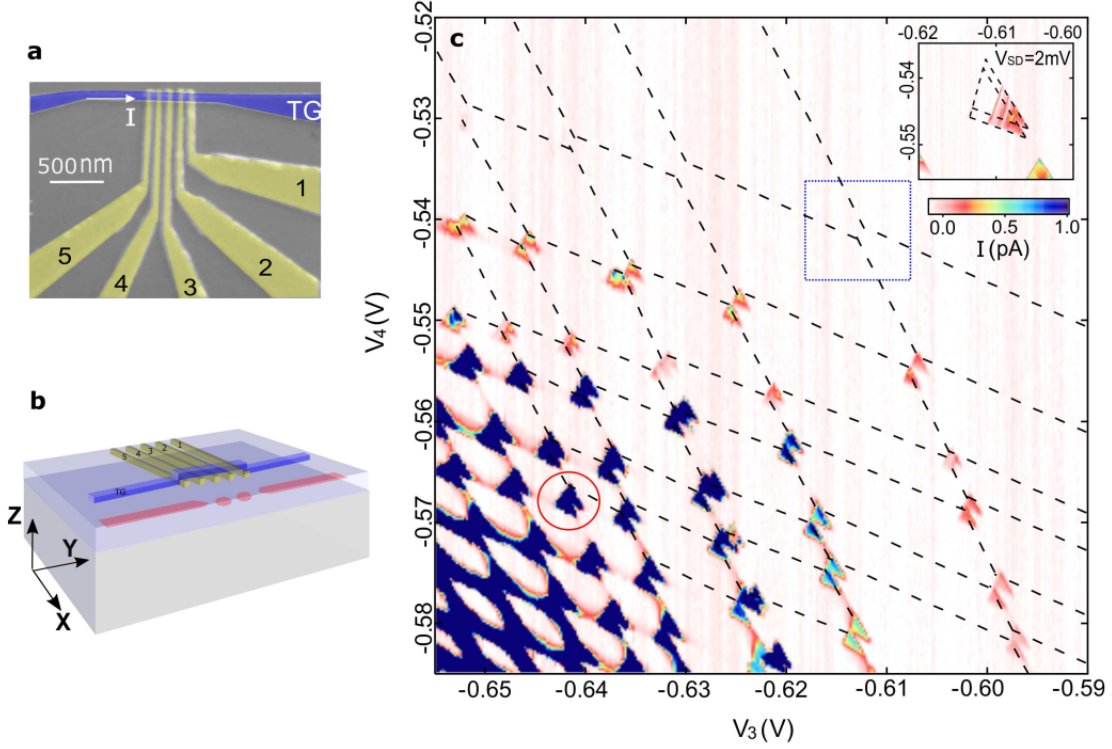 a
I
TG
500nm
1
2
3
4
5
b
5 4 3 2 1
TG
Z
Y
X
c
V₄(V)
-0.52
-0.53
-0.54
-0.55
-0.56
-0.57
-0.58
-0.65 -0.64 -0.63 -0.62 -0.61 -0.60 -0.59
V₃(V)
-0.62 -0.61 -0.60
V_SD=2mV
-0.54
-0.55
0.0 0.5 1.0
I (pA)